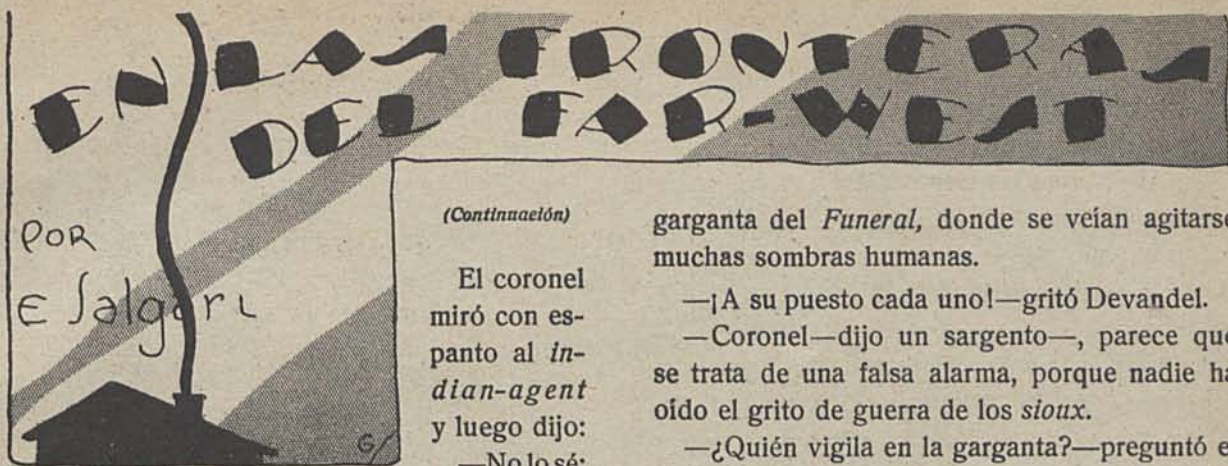 EN LAS FRONTERAS
DEL FAR-WEST
POR
E Salgari
(Continuación)
El coronel
miró con es-
panto al in-
dian-agent
y luego dijo:
—No lo sé;
garganta del Funeral, donde se veían agitarse
muchas sombras humanas.
—¡A su puesto cada uno!—gritó Devandel.
—Coronel—dijo un sargento—, parece que
se trata de una falsa alarma, porque nadie ha
oído el grito de guerra de los sioux.
—¿Quién vigila en la garganta?—preguntó el